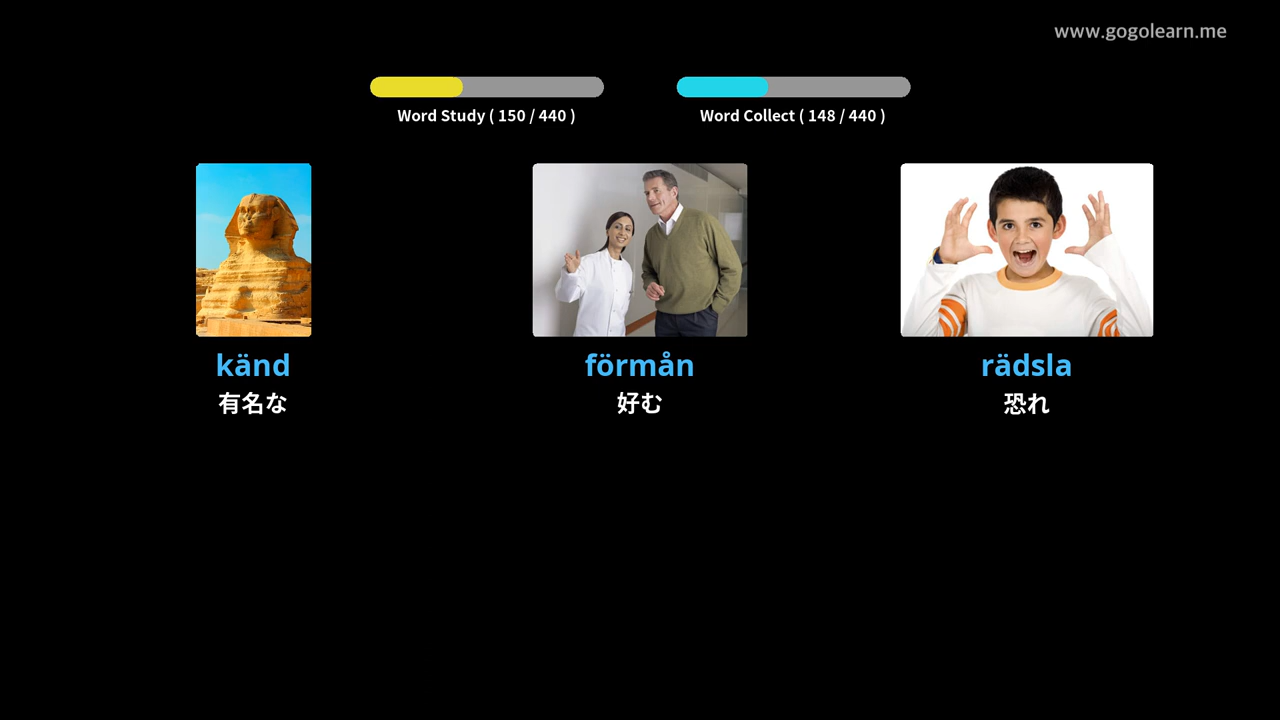 www.gogolearn.me
Word Study ( 150 / 440 )
Word Collect ( 148 / 440 )
känd
förmån
rädsla
有名な
好む
恐れ